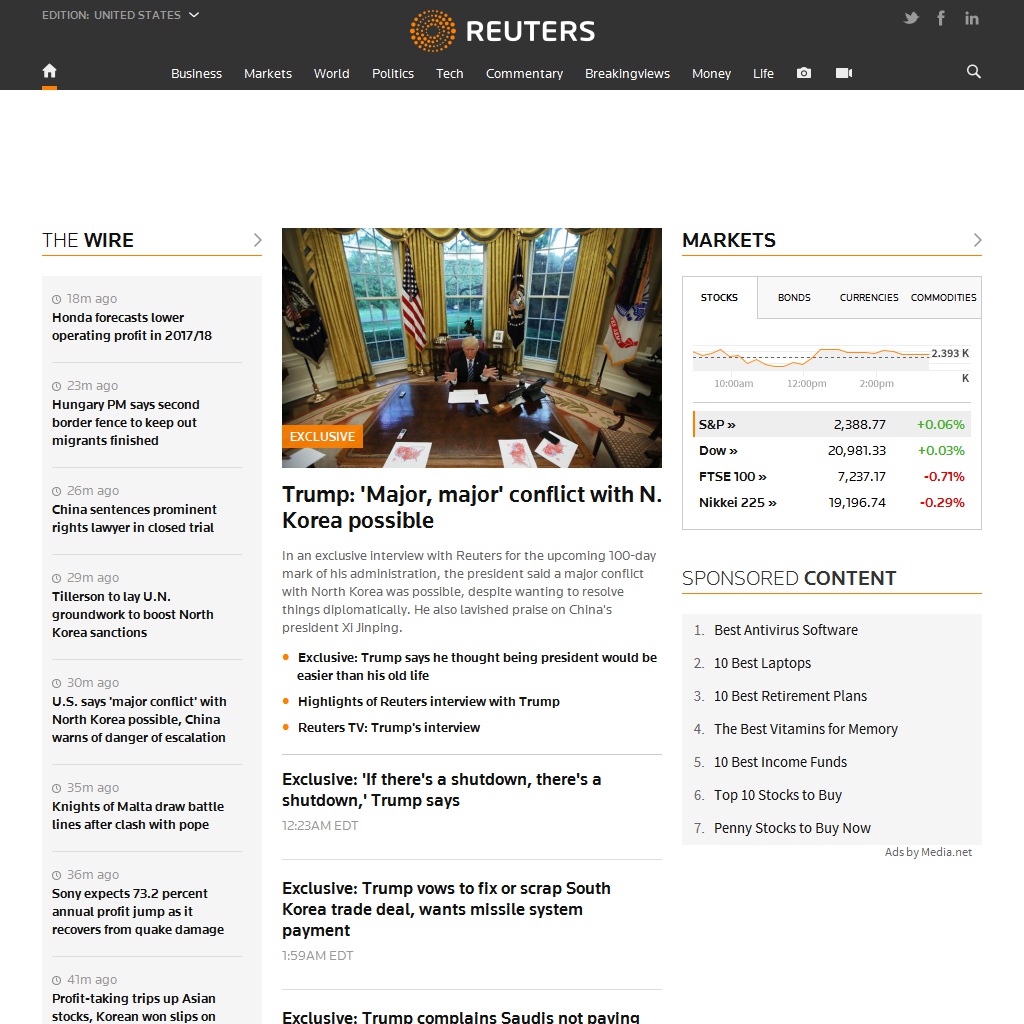 EDITION: UNITED STATES
REUTERS
Business Markets World Politics Tech Commentary Breakingviews Money Life
THE WIRE
18m ago
Honda forecasts lower
operating profit in 2017/18
23m ago
Hungary PM says second
border fence to keep out
migrants finished
26m ago
China sentences prominent
rights lawyer in closed trial
29m ago
Tillerson to lay U.N.
groundwork to boost North
Korea sanctions
30m ago
U.S. says 'major conflict' with
North Korea possible, China
warns of danger of escalation
35m ago
Knights of Malta draw battle
lines after clash with pope
36m ago
Sony expects 73.2 percent
annual profit jump as it
recovers from quake damage
41m ago
Profit-taking trips up Asian
stocks, Korean won slips on
EXCLUSIVE
Trump: 'Major, major' conflict with N.
Korea possible
In an exclusive interview with Reuters for the upcoming 100-day
mark of his administration, the president said a major conflict
with North Korea was possible, despite wanting to resolve
things diplomatically. He also lavished praise on China's
president Xi Jinping.
Exclusive: Trump says he thought being president would be
easier than his old life
Highlights of Reuters interview with Trump
Reuters TV: Trump's interview
Exclusive: 'If there's a shutdown, there's a
shutdown,' Trump says
12:23AM EDT
Exclusive: Trump vows to fix or scrap South
Korea trade deal, wants missile system
payment
1:59AM EDT
Exclusive: Trump complains Saudis not paying
MARKETS
STOCKS BONDS CURRENCIES COMMODITIES
2.393 K
K
10:00am 12:00pm 2:00pm
S&P » 2,388.77 +0.06%
Dow » 20,981.33 +0.03%
FTSE 100 » 7,237.17 -0.71%
Nikkei 225 » 19,196.74 -0.29%
SPONSORED CONTENT
1. Best Antivirus Software
2. 10 Best Laptops
3. 10 Best Retirement Plans
4. The Best Vitamins for Memory
5. 10 Best Income Funds
6. Top 10 Stocks to Buy
7. Penny Stocks to Buy Now
Ads by Media.net